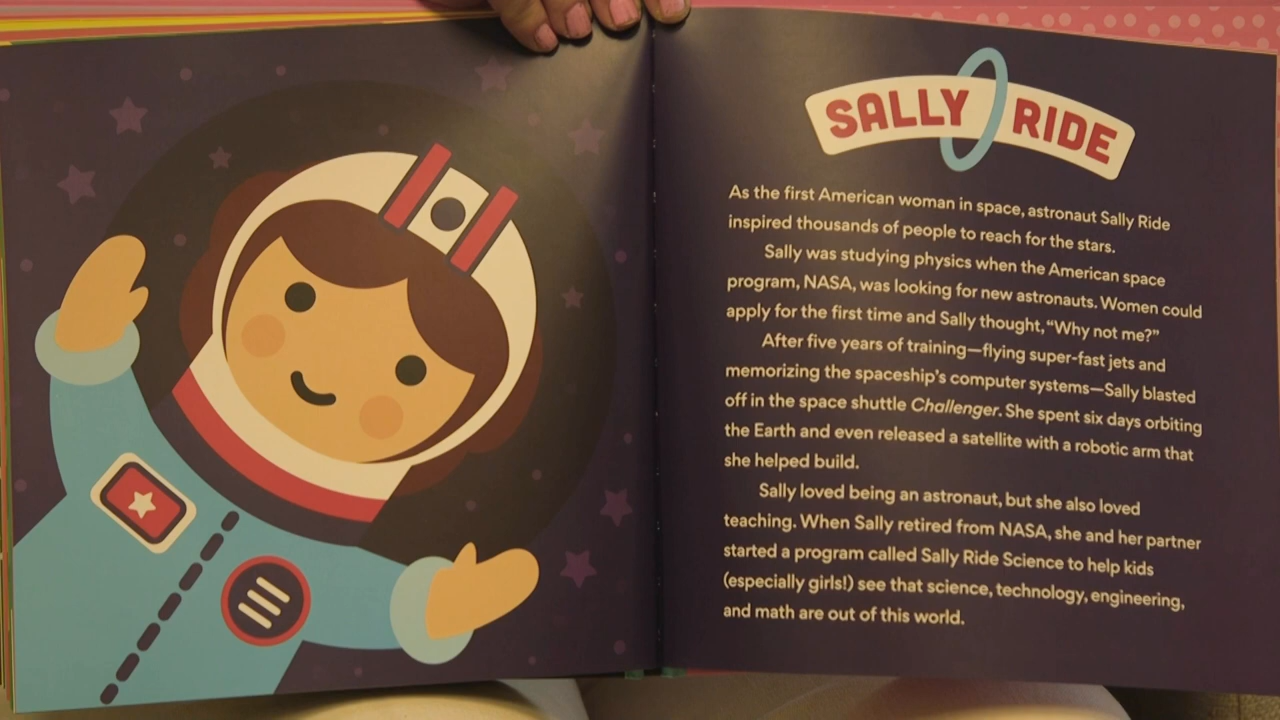 SALLY RIDE
As the first American woman in space, astronaut Sally Ride
inspired thousands of people to reach for the stars.
Sally was studying physics when the American space
program, NASA, was looking for new astronauts. Women could
apply for the first time and Sally thought, “Why not me?”
After five years of training—flying super-fast jets and
memorizing the spaceship’s computer systems—Sally blasted
off in the space shuttle Challenger. She spent six days orbiting
the Earth and even released a satellite with a robotic arm that
she helped build.
Sally loved being an astronaut, but she also loved
teaching. When Sally retired from NASA, she and her partner
started a program called Sally Ride Science to help kids
(especially girls!) see that science, technology, engineering,
and math are out of this world.